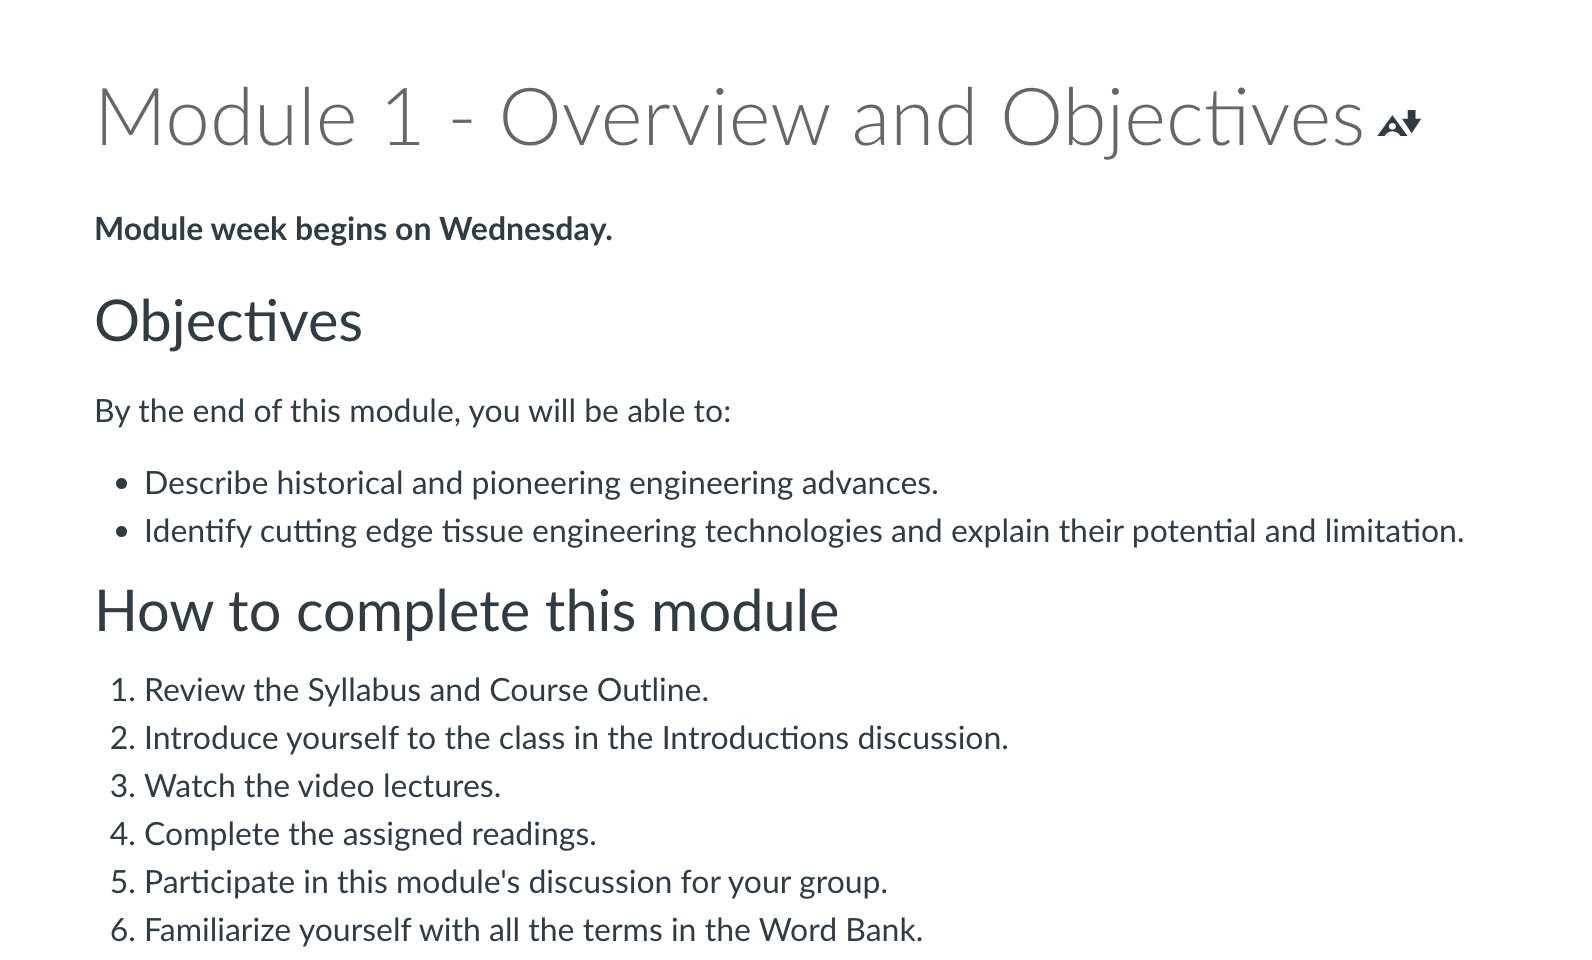 Module 1 - Overview and Objectives
Module week begins on Wednesday.
Objectives
By the end of this module, you will be able to:
• Describe historical and pioneering engineering advances.
• Identify cutting edge tissue engineering technologies and explain their potential and limitation.
How to complete this module
1. Review the Syllabus and Course Outline.
2. Introduce yourself to the class in the Introductions discussion.
3. Watch the video lectures.
4. Complete the assigned readings.
5. Participate in this module's discussion for your group.
6. Familiarize yourself with all the terms in the Word Bank.